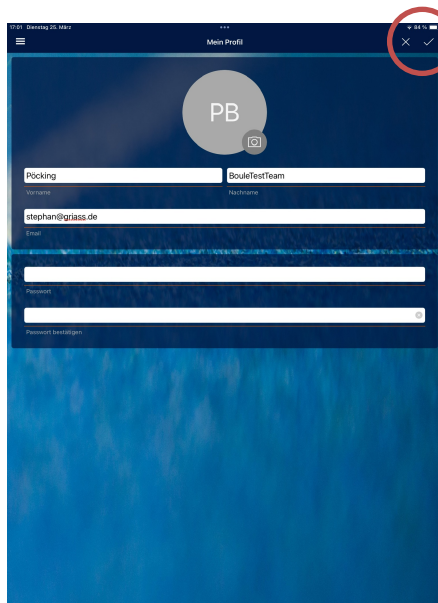 17:01 Dienstag 25. März 84 %
Mein Profil
PB
Pöcking BouleTestTeam
Vorname Nachname
stephan@griass.de
Email
Passwort
Passwort bestätigen